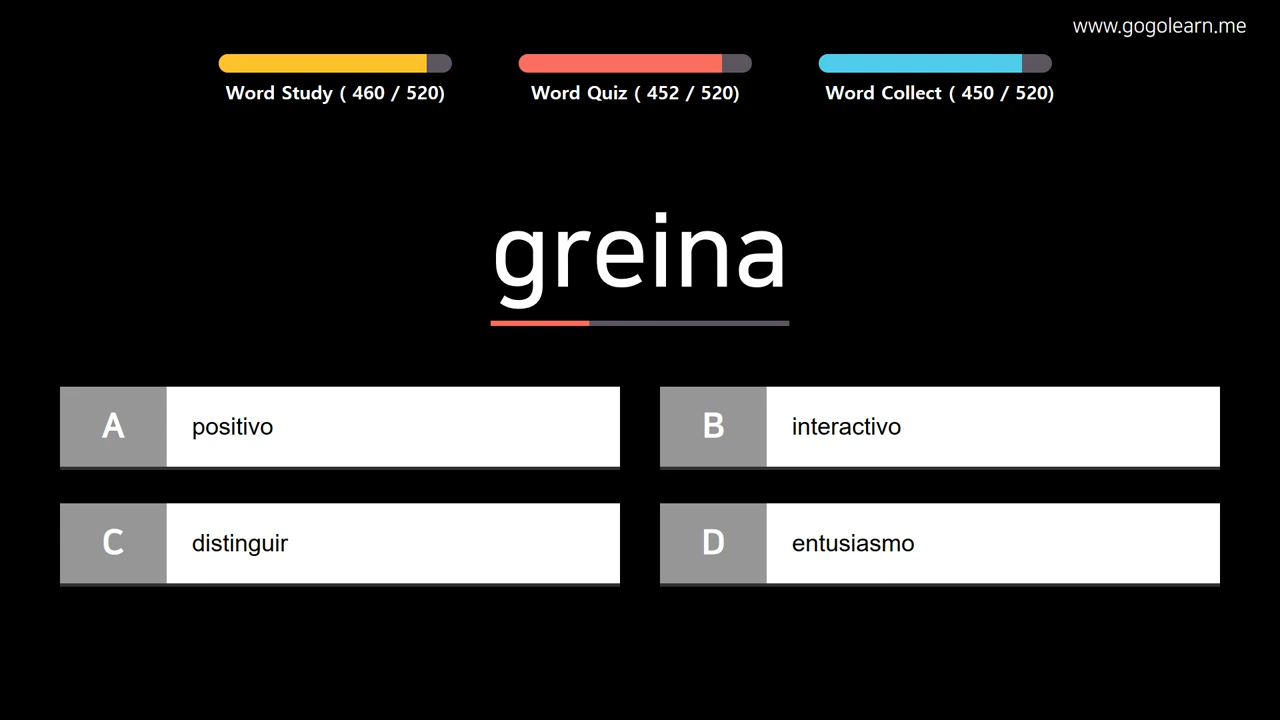 www.gogolearn.me
Word Study ( 460 / 520)
Word Quiz ( 452 / 520)
Word Collect ( 450 / 520)
greina
A positivo
B interactivo
C distinguir
D entusiasmo